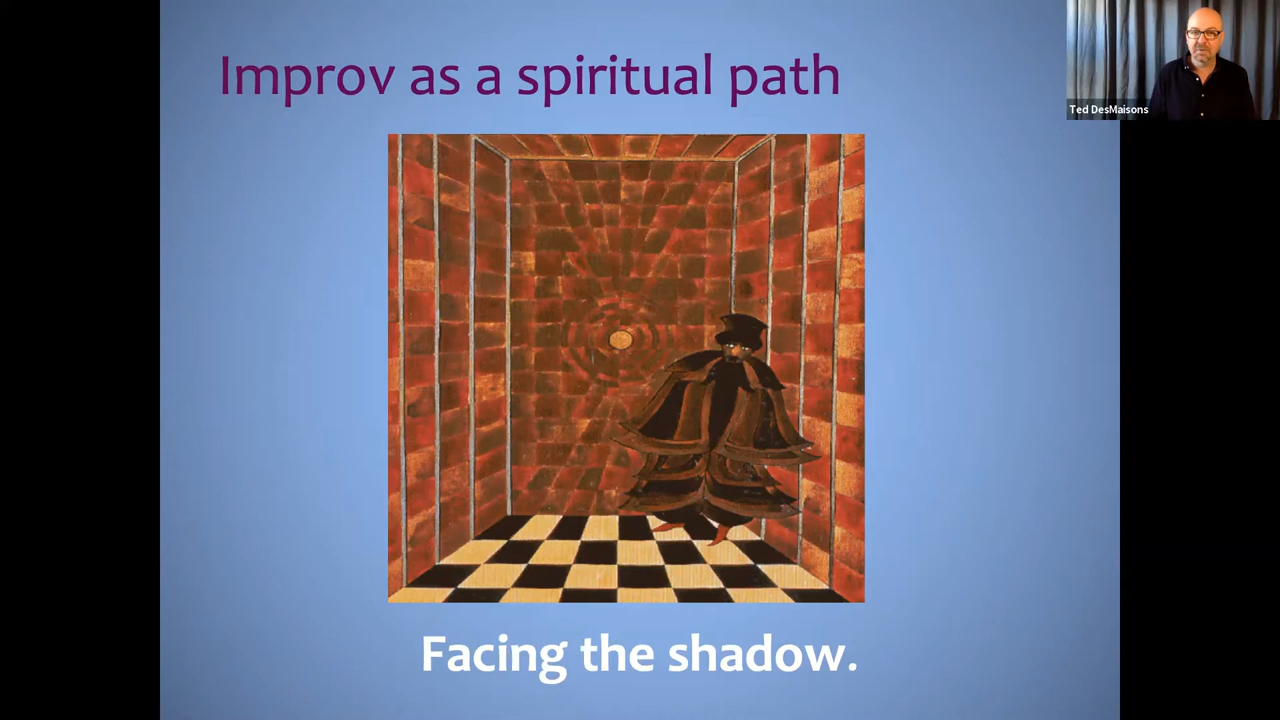 Improv as a spiritual path
Ted DesMaisons
Facing the shadow.